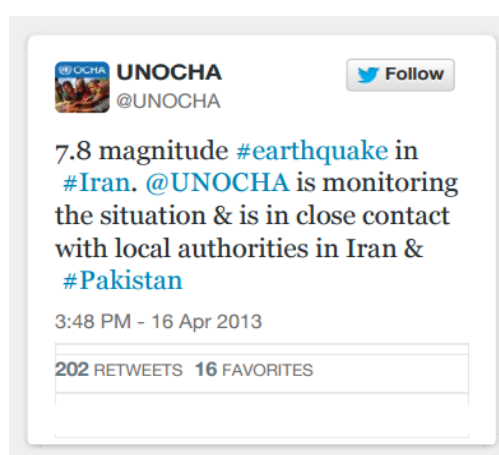 OCHA
UNOCHA
@UNOCHA
Follow
7.8 magnitude #earthquake in
#Iran. @UNOCHA is monitoring
the situation & is in close contact
with local authorities in Iran &
#Pakistan
3:48 PM - 16 Apr 2013
202 RETWEETS 16 FAVORITES